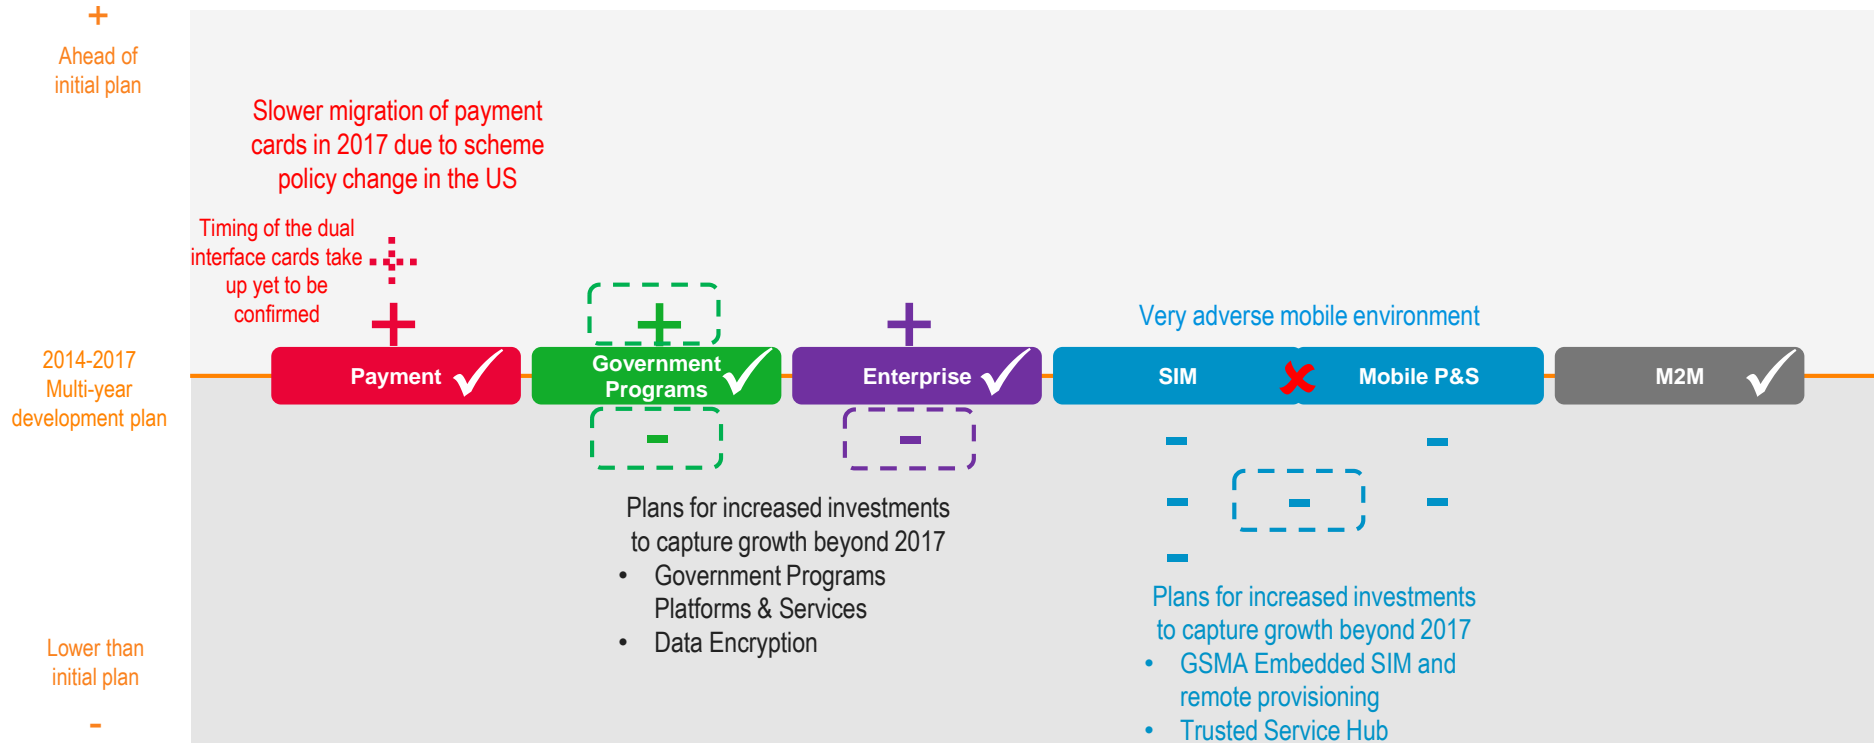 +
Ahead of
initial plan
Slower migration of payment
cards in 2017 due to scheme
policy change in the US
Timing of the dual
interface cards take
up yet to be
confirmed
+
+
+
+
Very adverse mobile environment
2014-2017
Multi-year
development plan
Payment
Government
Programs
Enterprise
SIM
Mobile P&S
M2M
-
-
-
-
-
-
-
-
Plans for increased investments
to capture growth beyond 2017
• Government Programs
Platforms & Services
• Data Encryption
Plans for increased investments
to capture growth beyond 2017
• GSMA Embedded SIM and
remote provisioning
• Trusted Service Hub
Lower than
initial plan
-